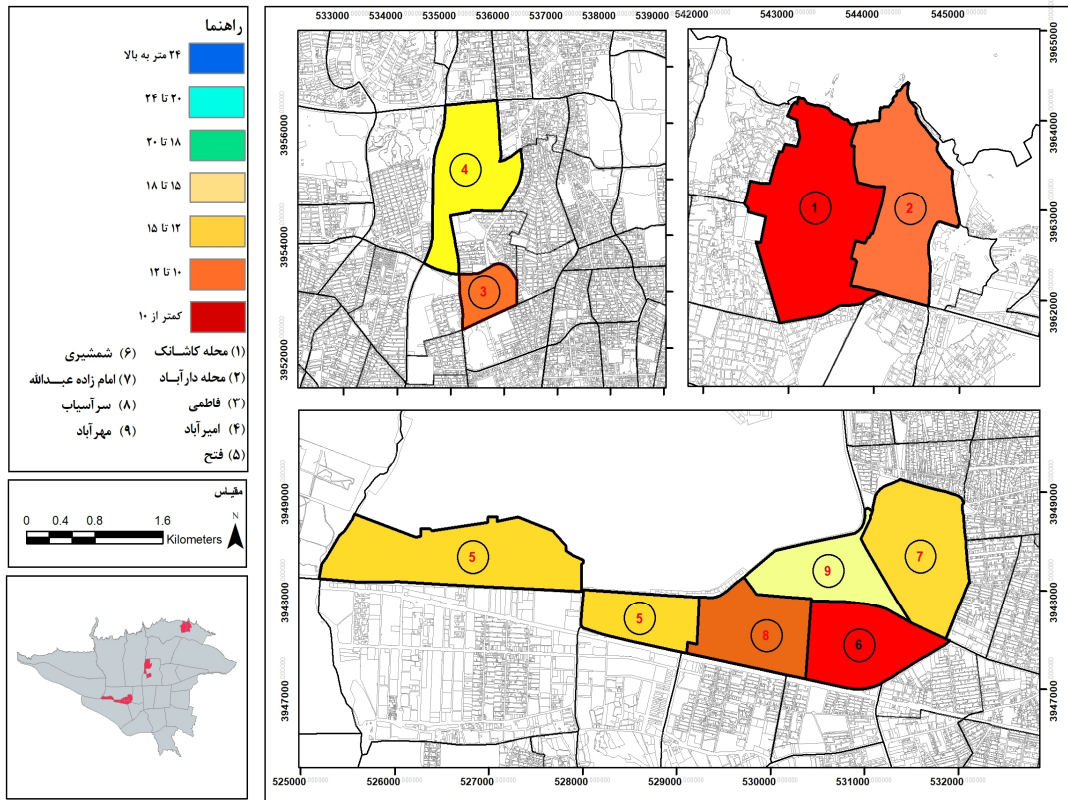 راهنما
۲۴ متر به بالا
۲۰ تا ۲۴
۱۸ تا ۲۰
۱۵ تا ۱۸
۱۲ تا ۱۵
۱۰ تا ۱۲
کمتر از ۱۰
(۱) محله کاشانک
(۲) محله دارآباد
(۳) فاطمی
(۴) امیرآباد
(۵) فتح
(۶) شمشیری
(۷) امام زاده عبدالله
(۸) سرآسیاب
(۹) مهرآباد
مقیاس
0 0.4 0.8 1.6
Kilometers
N
533000 534000 535000 536000 537000 538000 539000
3956000
3954000
3952000
4
3
542000 543000 544000 545000
3965000
3964000
3963000
3962000
1
2
3949000
3948000
3947000
5
5
8
6
9
7
525000 526000 527000 528000 529000 530000 531000 532000